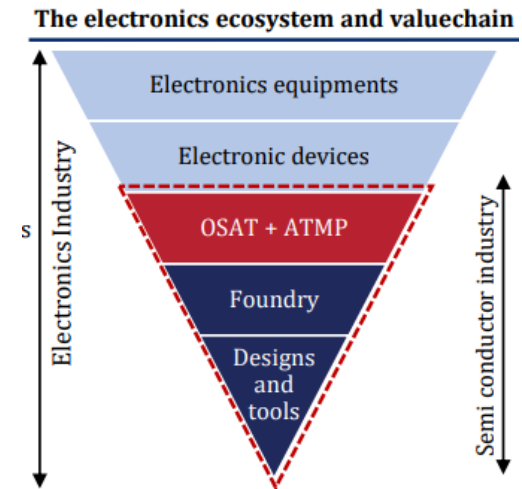 The electronics ecosystem and valuechain
Electronics equipments
Electronic devices
OSAT + ATMP
Foundry
Designs
and
tools
s
Electronics Industry
Semi conductor industry